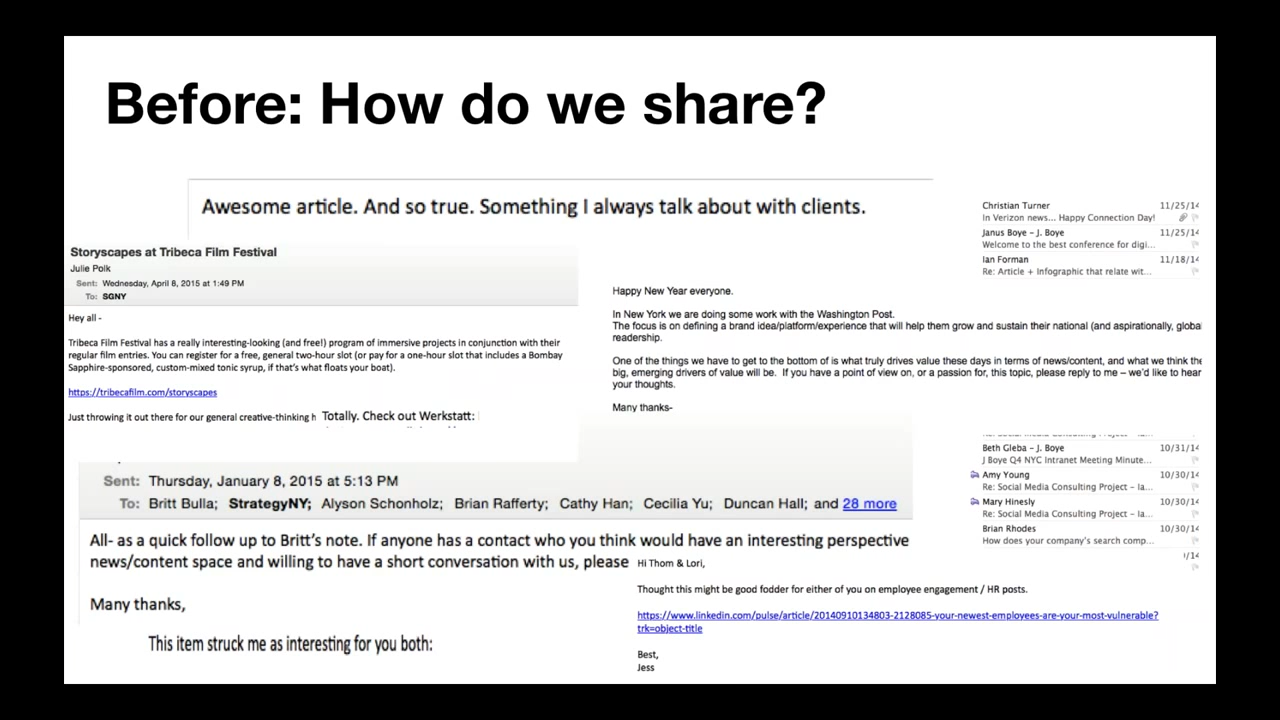 Before: How do we share?
Awesome article. And so true. Something I always talk about with clients.
Christian Turner 11/25/14
In Verizon news... Happy Connection Day!
Janus Boye – J. Boye 11/25/14
Welcome to the best conference for digi...
Ian Forman 11/18/14
Re: Article + Infographic that relate wit...
Storyscapes at Tribeca Film Festival
Julie Polk
Sent: Wednesday, April 8, 2015 at 1:49 PM
To: SGNY
Hey all -
Tribeca Film Festival has a really interesting-looking (and free!) program of immersive projects in conjunction with their
regular film entries. You can register for a free, general two-hour slot (or pay for a one-hour slot that includes a Bombay
Sapphire-sponsored, custom-mixed tonic syrup, if that's what floats your boat).
https://tribecafilm.com/storyscapes
Just throwing it out there for our general creative-thinking h
Totally. Check out Werkstatt:
Happy New Year everyone.
In New York we are doing some work with the Washington Post.
The focus is on defining a brand idea/platform/experience that will help them grow and sustain their national (and aspirationally, globa
readership.
One of the things we have to get to the bottom of is what truly drives value these days in terms of news/content, and what we think the
big, emerging drivers of value will be. If you have a point of view on, or a passion for, this topic, please reply to me – we'd like to hear
your thoughts.
Many thanks-
Beth Gleba – J. Boye 10/31/14
J Boye Q4 NYC Intranet Meeting Minute...
Amy Young 10/30/14
Re: Social Media Consulting Project – la...
Mary Hinesly 10/30/14
Re: Social Media Consulting Project – la...
Brian Rhodes 10/30/14
How does your company's search comp...
1/14
Sent: Thursday, January 8, 2015 at 5:13 PM
To: Britt Bulla; StrategyNY; Alyson Schonholz; Brian Rafferty; Cathy Han; Cecilia Yu; Duncan Hall; and 28 more
All- as a quick follow up to Britt's note. If anyone has a contact who you think would have an interesting perspective
news/content space and willing to have a short conversation with us, please
Many thanks,
This item struck me as interesting for you both:
Hi Thom & Lori,
Thought this might be good fodder for either of you on employee engagement / HR posts.
https://www.linkedin.com/pulse/article/20140910134803-2128085-your-newest-employees-are-your-most-vulnerable?
trk=object-title
Best,
Jess